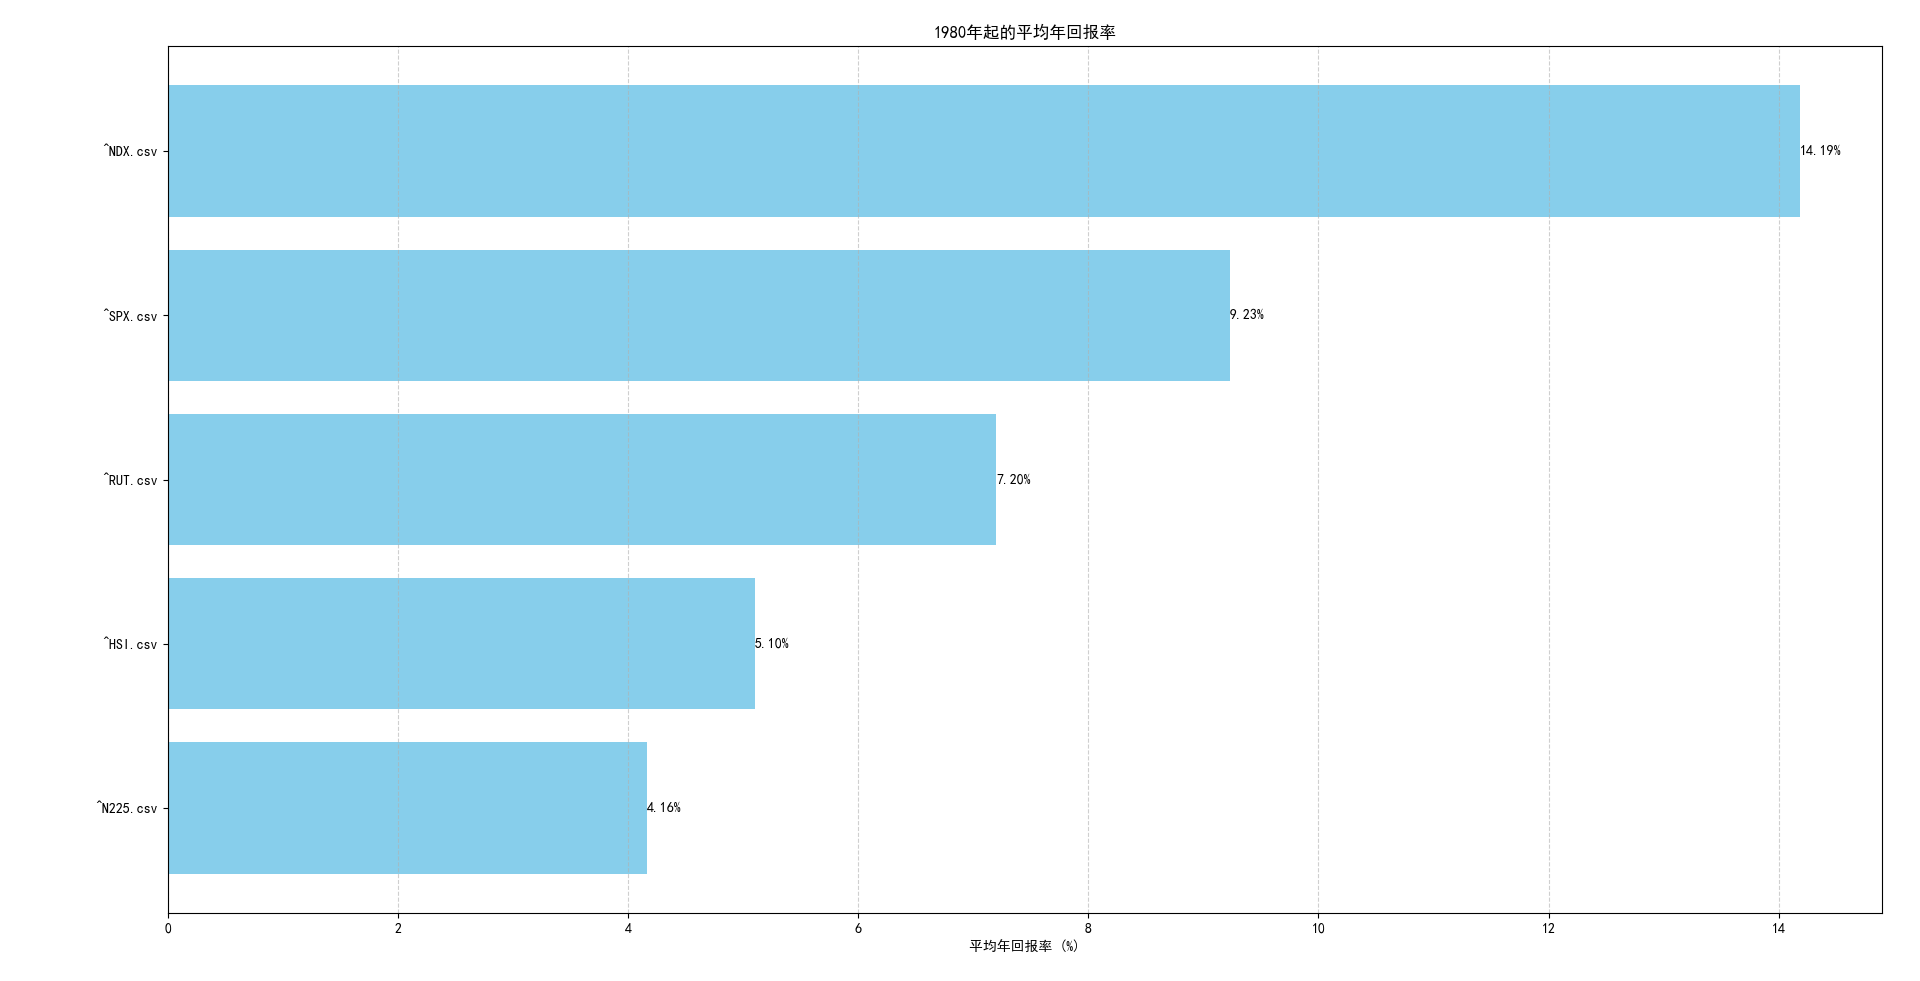 1980年起的平均年回报率
^NDX.csv
14.19%
^SPX.csv
9.23%
^RUT.csv
7.20%
^HSI.csv
5.10%
^N225.csv
4.16%
0 2 4 6 8 10 12 14
平均年回报率 (%)